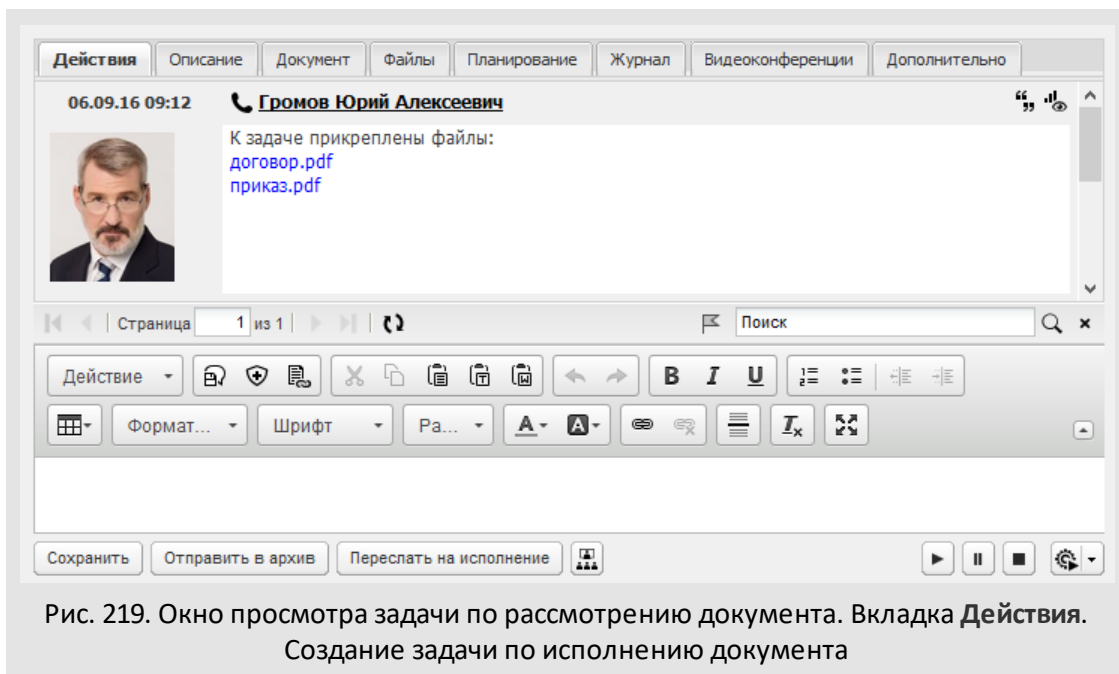 Действия Описание Документ Файлы Планирование Журнал Видеоконференции Дополнительно
06.09.16 09:12 Громов Юрий Алексеевич
К задаче прикреплены файлы:
договор.pdf
приказ.pdf
Страница 1 из 1 Поиск
Действие B I U
Формат... Шрифт Ра... A A Ix
Сохранить Отправить в архив Переслать на исполнение
Рис. 219. Окно просмотра задачи по рассмотрению документа. Вкладка Действия.
Создание задачи по исполнению документа